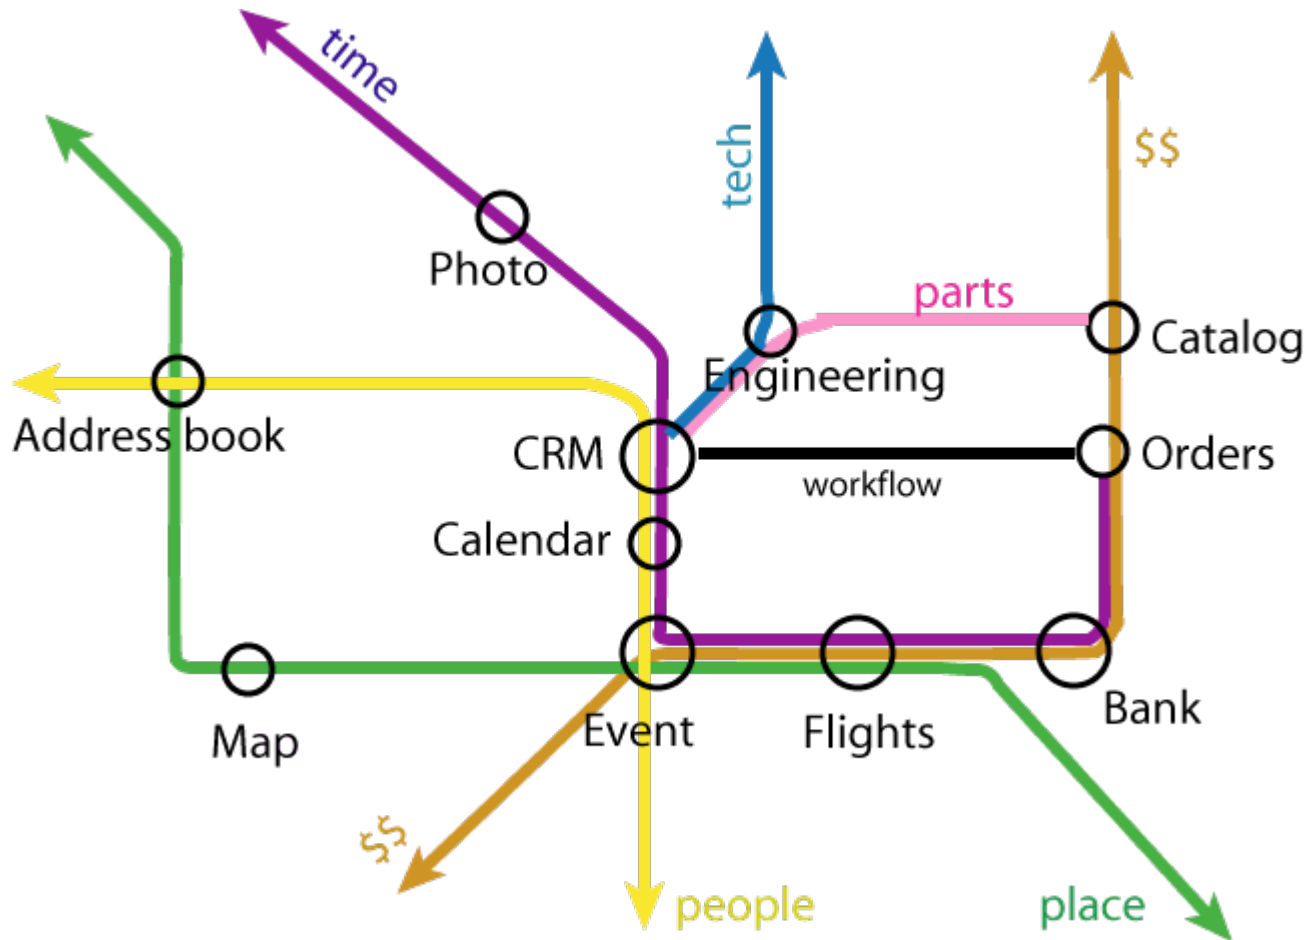 time
tech
$$
Photo
parts
Catalog
Engineering
Address book
CRM
Orders
workflow
Calendar
Map
Event
Flights
Bank
$$
people
place